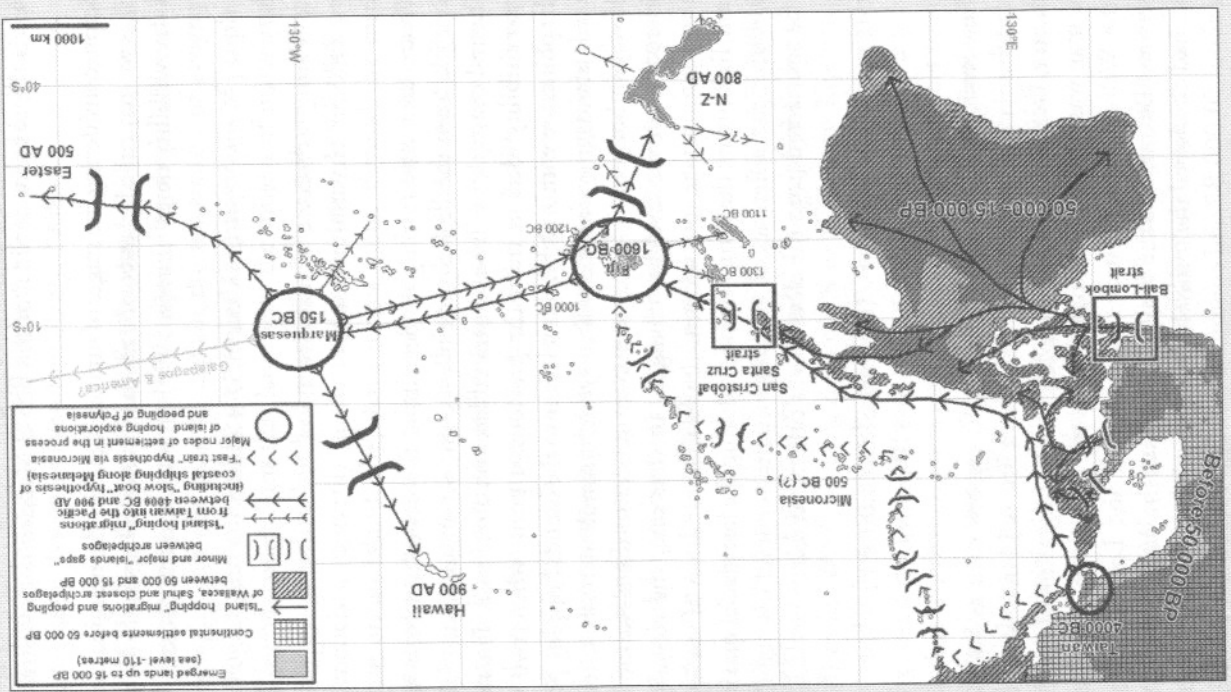 Taiwan
4000 BC
Before 50 000 BP
Hawaii
900 AD
Emerged lands up to 15 000 BP
(sea level -110 metres)
Continental settlements before 50 000 BP
"Island hopping" migrations and peopling
of Wallacea, Sahul and closest archipelagos
between 50 000 and 15 000 BP
Minor and major "islands gaps"
between archipelagos
"Island hoping" migrations
from Taiwan into the Pacific
between 4000 BC and 900 AD
(including "slow boat" hypothesis of
coastal shipping along Melanesia)
"Fast train" hypothesis via Micronesia
Major nodes of settlement in the process
of island hoping explorations
and peopling of Polynesia
Micronesia
500 BC (?)
San Cristobal
Santa Cruz
strait
Galapagos & America?
Bali-Lombok
strait
10°S
Marquesas
150 BC
50 000-15 000 BP
1300 BC
1100 BC
Fiji
1600
BC
1000 BC
1200 BC
Easter
500 AD
?
N-Z
800 AD
40°S
40°S
130°E
130°W
1000 km